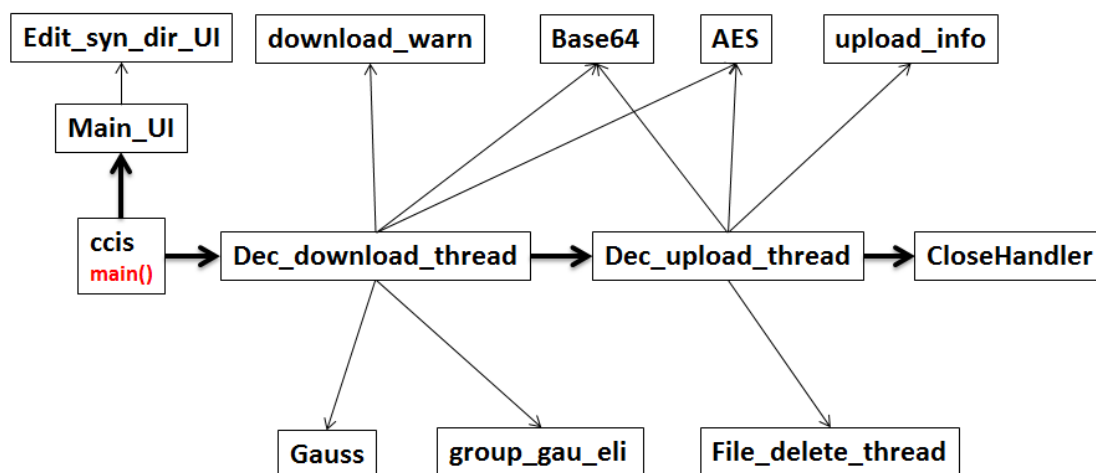 Edit_syn_dir_UI
download_warn
Base64
AES
upload_info
Main_UI
ccis
main()
Dec_download_thread
Dec_upload_thread
CloseHandler
Gauss
group_gau_eli
File_delete_thread